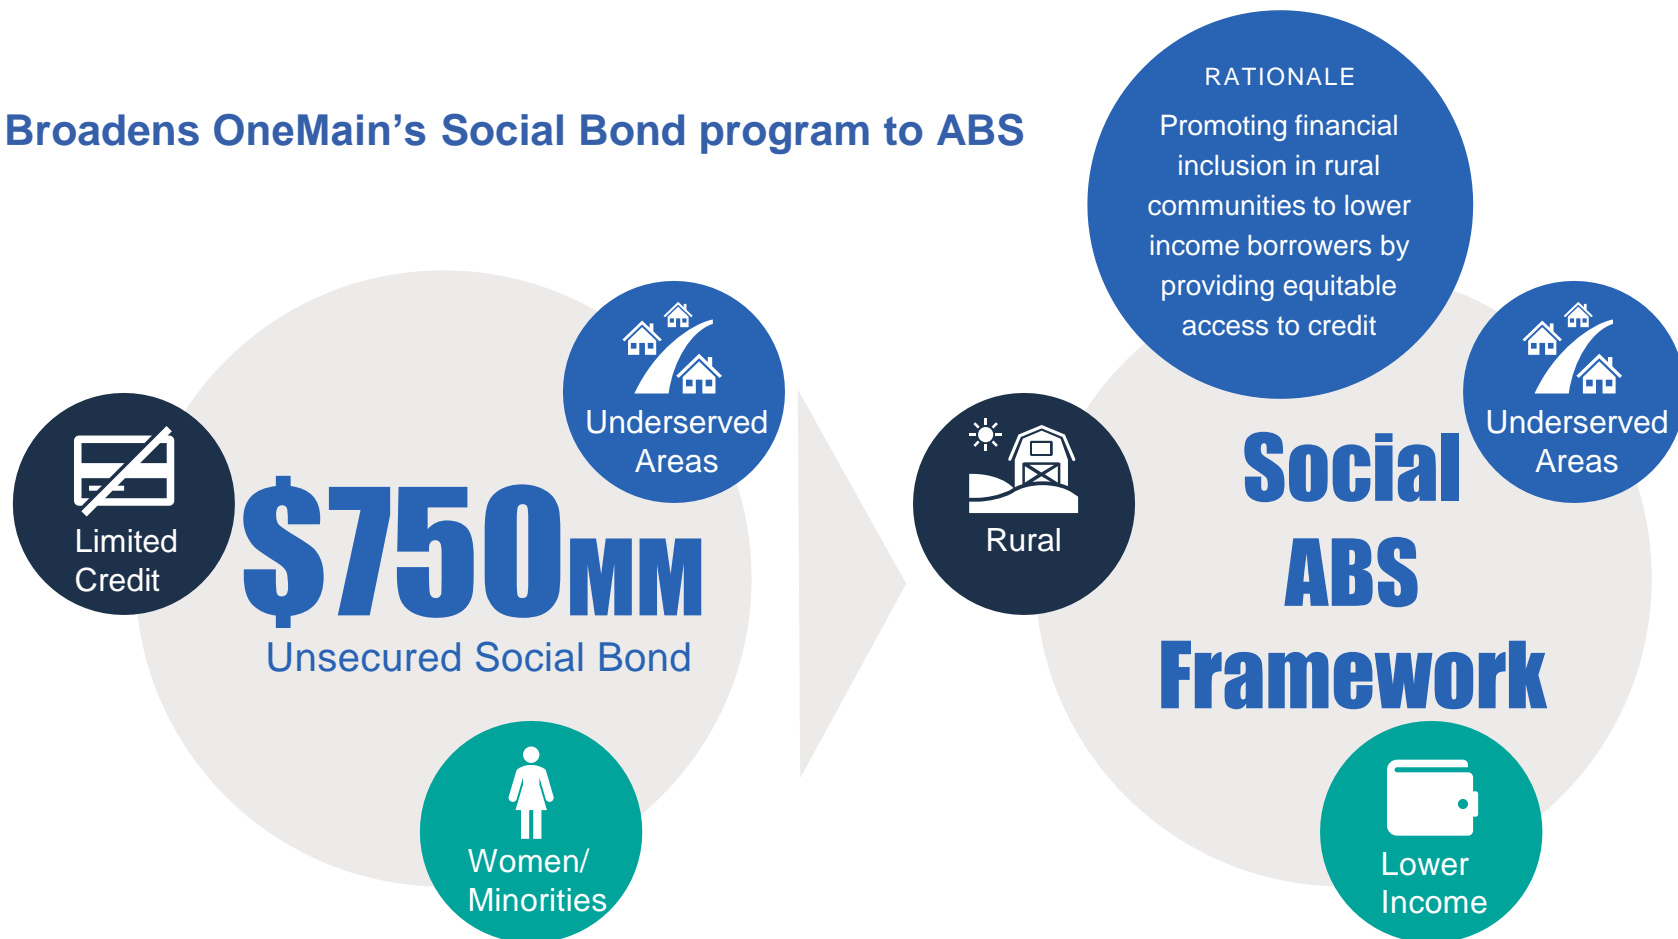 Broadens OneMain’s Social Bond program to ABS
Limited
Credit
Underserved
Areas
$750MM
Unsecured Social Bond
Women/
Minorities
RATIONALE
Promoting financial
inclusion in rural
communities to lower
income borrowers by
providing equitable
access to credit
Rural
Underserved
Areas
Social
ABS
Framework
Lower
Income